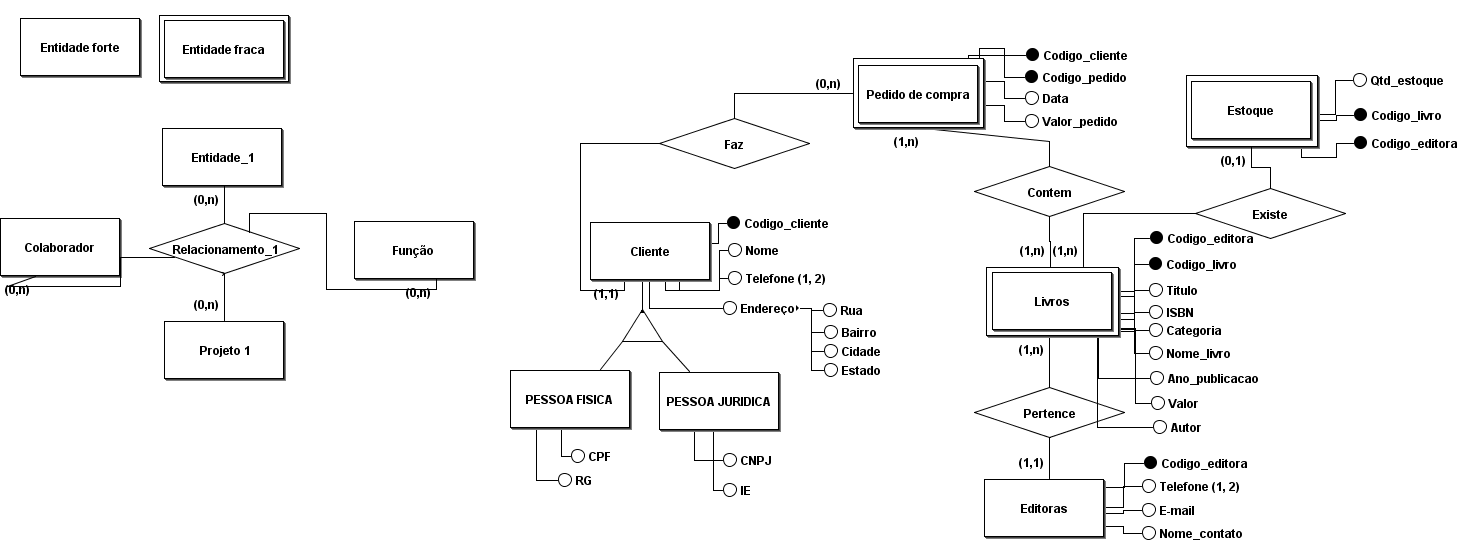 Entidade forte
Entidade fraca
Entidade_1
(0,n)
Colaborador
(0,n)
Relacionamento_1
Função
(0,n)
(0,n)
Projeto 1
(0,n)
Faz
Pedido de compra
Codigo_cliente
Codigo_pedido
Data
Valor_pedido
(1,n)
Contem
Estoque
Qtd_estoque
Codigo_livro
Codigo_editora
(0,1)
Existe
Cliente
Codigo_cliente
Nome
Telefone (1, 2)
Endereço
Rua
Bairro
Cidade
Estado
(1,1)
PESSOA FISICA
CPF
RG
PESSOA JURIDICA
CNPJ
IE
(1,n)
(1,n)
Livros
Codigo_editora
Codigo_livro
Titulo
ISBN
Categoria
Nome_livro
Ano_publicacao
Valor
Autor
(1,n)
Pertence
(1,1)
Editoras
Codigo_editora
Telefone (1, 2)
E-mail
Nome_contato